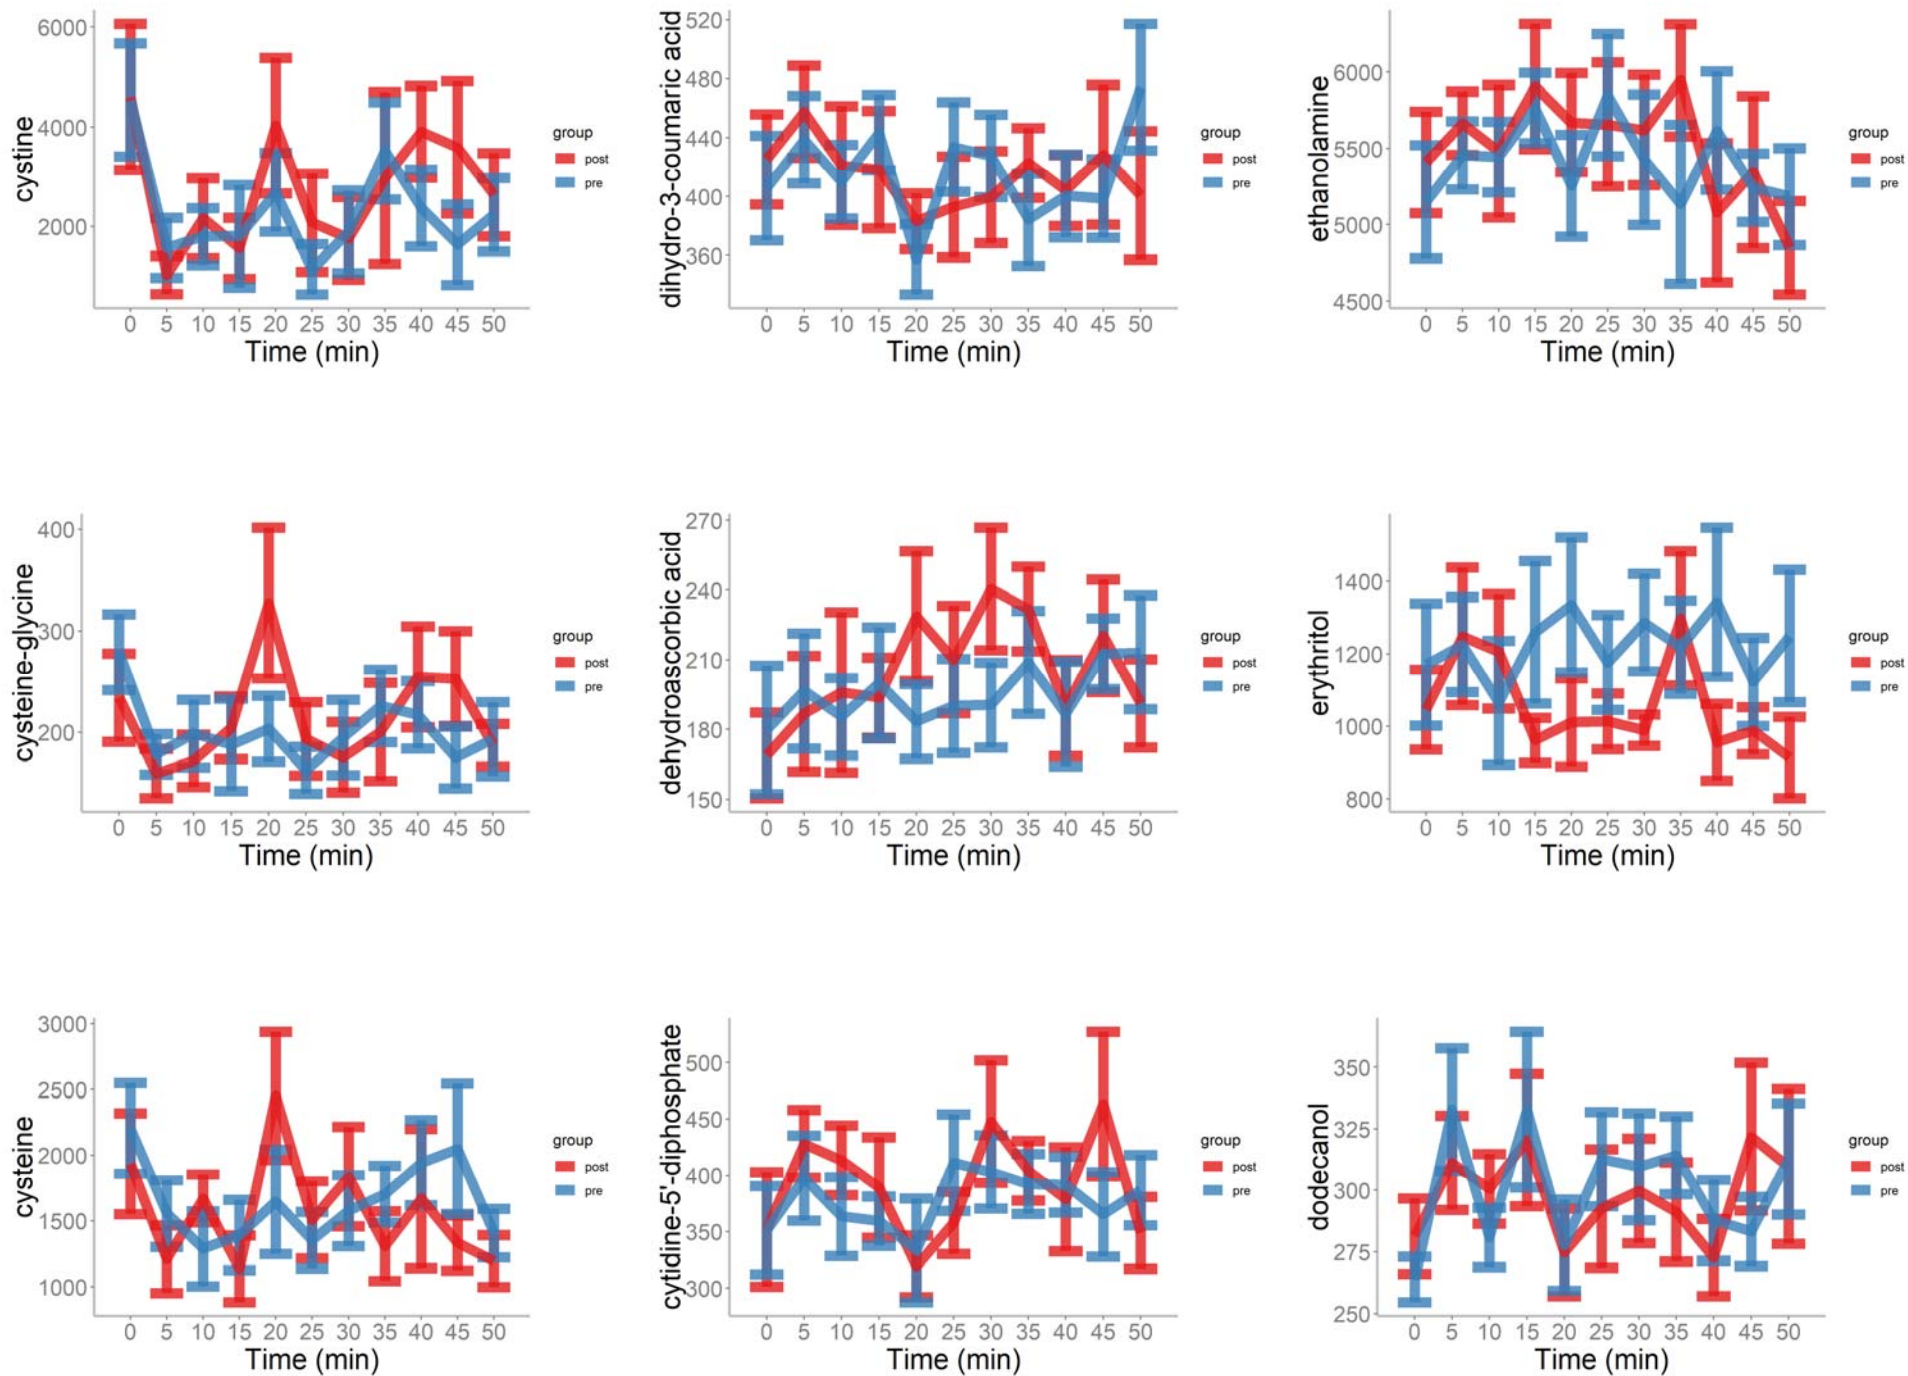 cystine
6000
4000
2000
0 5 10 15 20 25 30 35 40 45 50
Time (min)
group
post
pre
dihydro-3-coumaric acid
520
480
440
400
360
0 5 10 15 20 25 30 35 40 45 50
Time (min)
group
post
pre
ethanolamine
6000
5500
5000
4500
0 5 10 15 20 25 30 35 40 45 50
Time (min)
group
post
pre
cysteine-glycine
400
300
200
0 5 10 15 20 25 30 35 40 45 50
Time (min)
group
post
pre
dehydroascorbic acid
270
240
210
180
150
0 5 10 15 20 25 30 35 40 45 50
Time (min)
group
post
pre
erythritol
1400
1200
1000
800
0 5 10 15 20 25 30 35 40 45 50
Time (min)
group
post
pre
cysteine
3000
2500
2000
1500
1000
0 5 10 15 20 25 30 35 40 45 50
Time (min)
group
post
pre
cytidine-5'-diphosphate
500
450
400
350
300
0 5 10 15 20 25 30 35 40 45 50
Time (min)
group
post
pre
dodecanol
350
325
300
275
250
0 5 10 15 20 25 30 35 40 45 50
Time (min)
group
post
pre